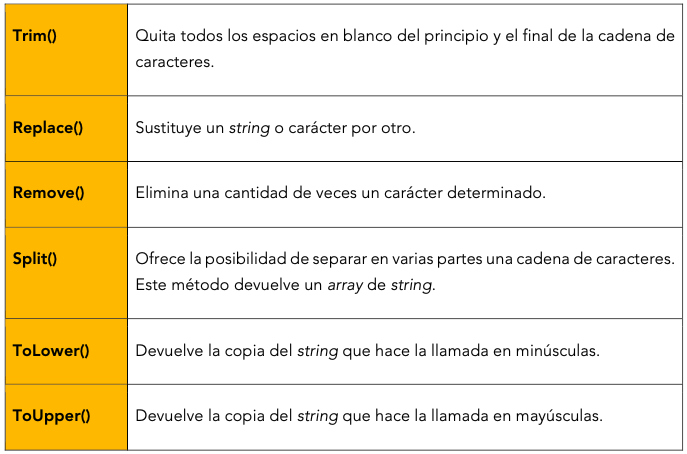 Trim()
Quita todos los espacios en blanco del principio y el final de la cadena de
caracteres.
Replace()
Sustituye un string o carácter por otro.
Remove()
Elimina una cantidad de veces un carácter determinado.
Split()
Ofrece la posibilidad de separar en varias partes una cadena de caracteres.
Este método devuelve un array de string.
ToLower()
Devuelve la copia del string que hace la llamada en minúsculas.
ToUpper()
Devuelve la copia del string que hace la llamada en mayúsculas.